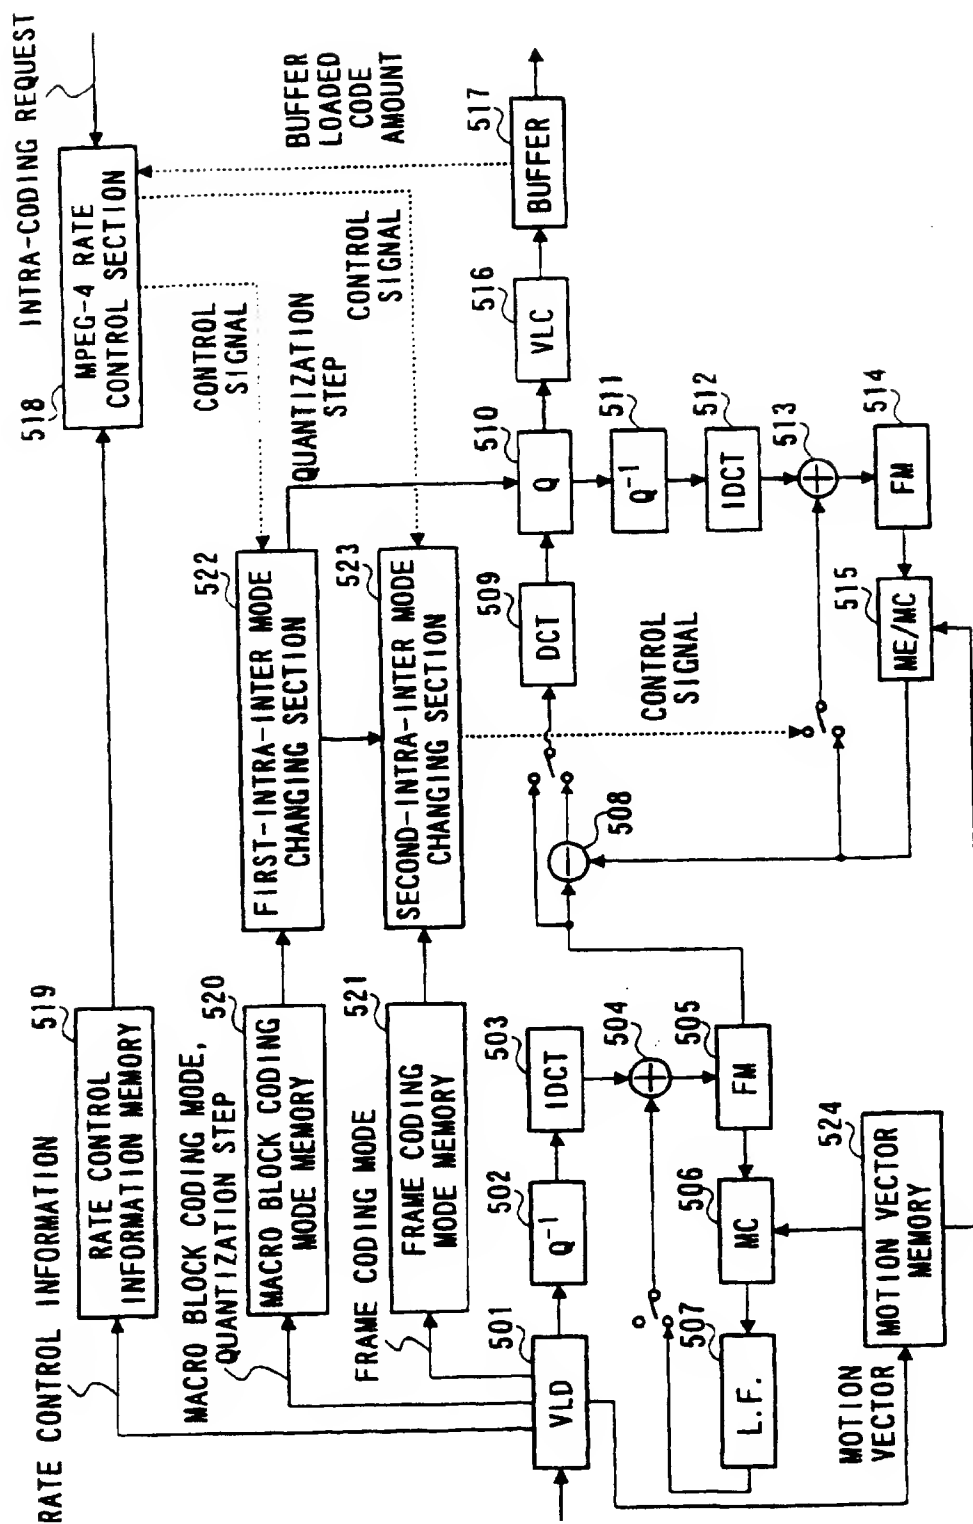 RATE CONTROL INFORMATION
INTRA-CODING REQUEST
519
RATE CONTROL
INFORMATION MEMORY
518
MPEG-4 RATE
CONTROL SECTION
MACRO BLOCK CODING MODE,
QUANTIZATION STEP
520
MACRO BLOCK CODING
MODE MEMORY
522
FIRST-INTRA-INTER MODE
CHANGING SECTION
CONTROL
SIGNAL
QUANTIZATION
STEP
CONTROL
SIGNAL
BUFFER
LOADED
CODE
AMOUNT
FRAME CODING MODE
521
FRAME CODING
MODE MEMORY
523
SECOND-INTRA-INTER MODE
CHANGING SECTION
501
VLD
502
Q-1
503
IDCT
504
505
FM
506
MC
507
L.F.
508
509
DCT
510
Q
516
VLC
517
BUFFER
511
Q-1
512
IDCT
513
514
FM
515
ME/MC
CONTROL
SIGNAL
MOTION
VECTOR
524
MOTION VECTOR
MEMORY